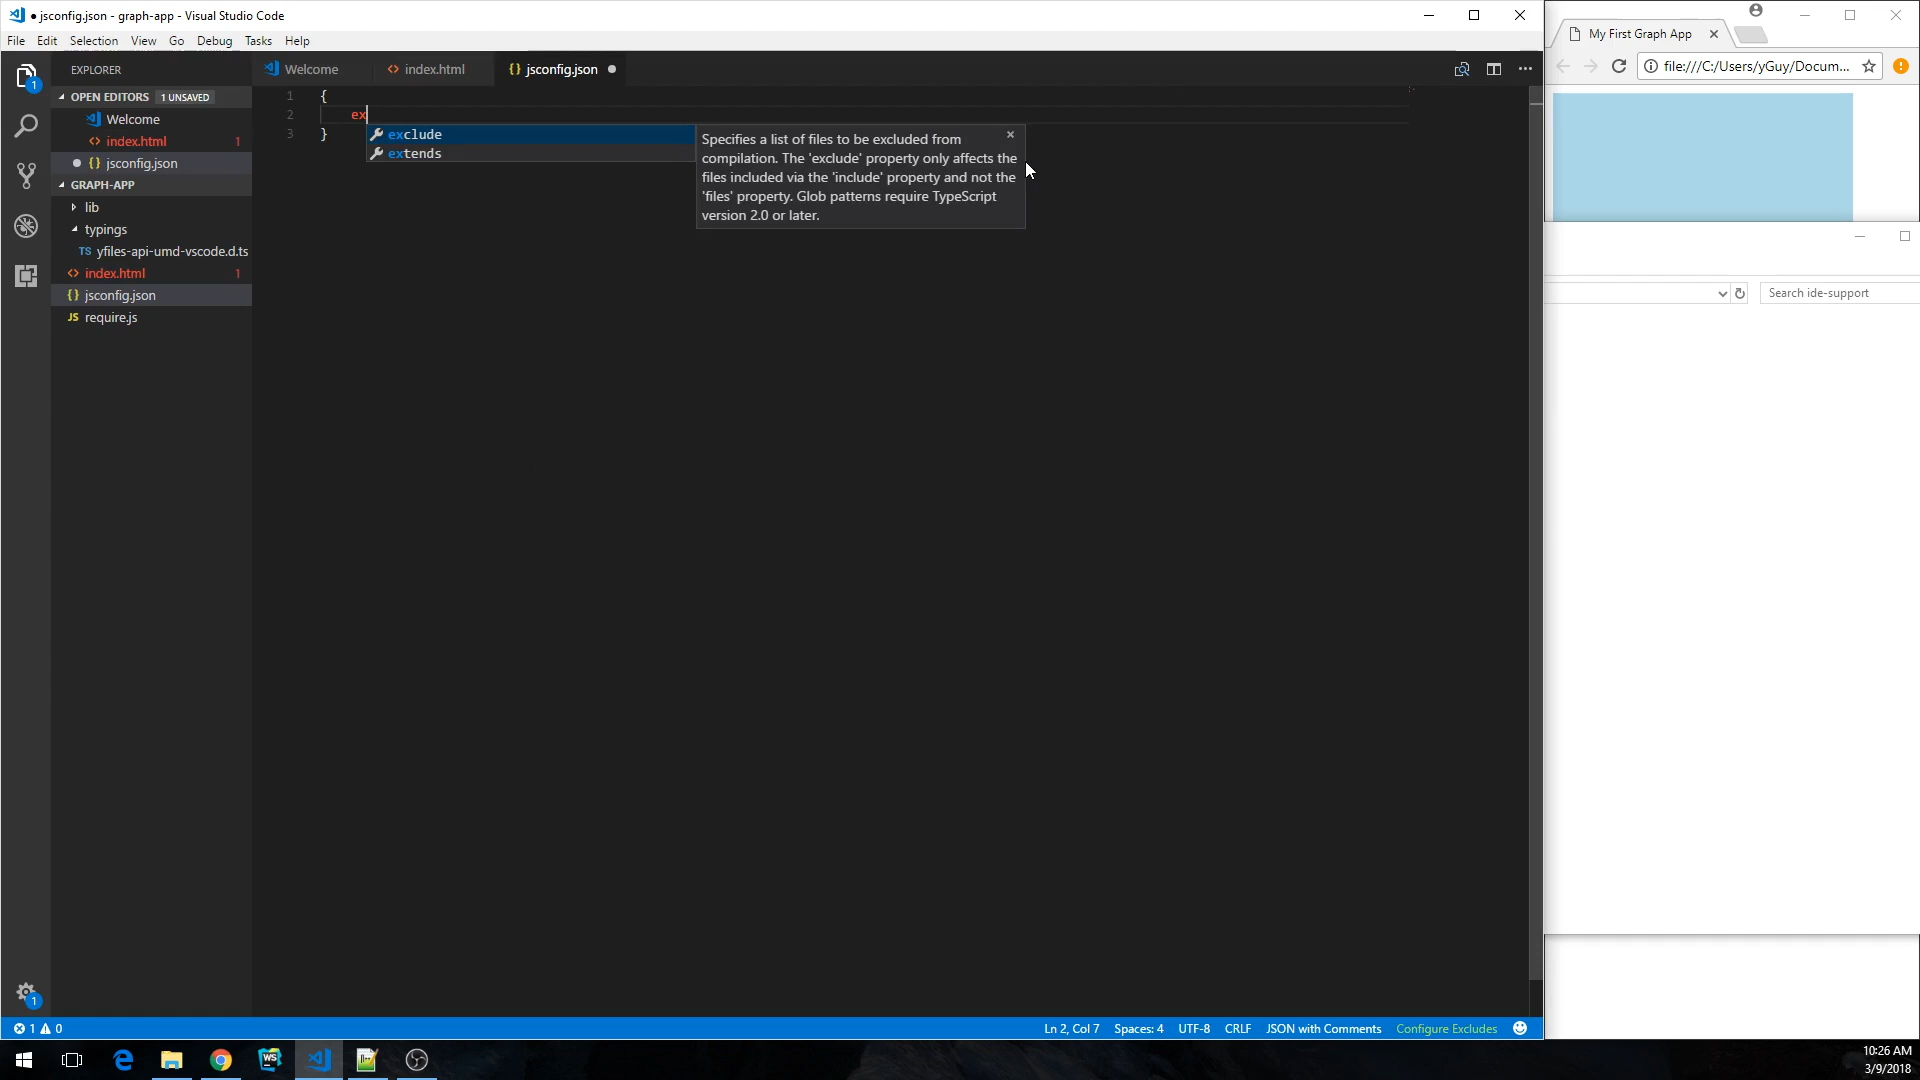 ● jsconfig.json - graph-app - Visual Studio Code
File Edit Selection View Go Debug Tasks Help
EXPLORER
OPEN EDITORS 1 UNSAVED
Welcome
<> index.html 1
● {} jsconfig.json
GRAPH-APP
lib
typings
TS yfiles-api-umd-vscode.d.ts
<> index.html 1
{} jsconfig.json
JS require.js
Welcome
<> index.html
{} jsconfig.json ●
1 {
2 ex
3 }
exclude
extends
Specifies a list of files to be excluded from
compilation. The 'exclude' property only affects the
files included via the 'include' property and not the
'files' property. Glob patterns require TypeScript
version 2.0 or later.
1
1
1 0
Ln 2, Col 7 Spaces: 4 UTF-8 CRLF JSON with Comments Configure Excludes
My First Graph App
file:///C:/Users/yGuy/Docum...
Search ide-support
WS
10:26 AM
3/9/2018